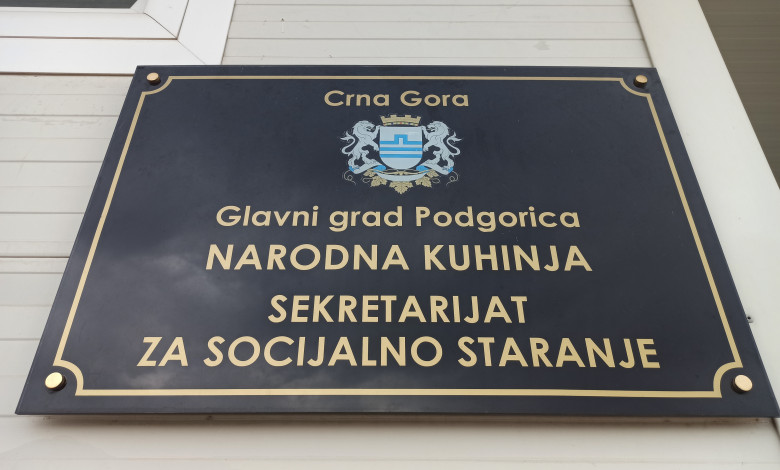 Crna Gora
Glavni grad Podgorica
NARODNA KUHINJA
SEKRETARIJAT
ZA SOCIJALNO STARANJE